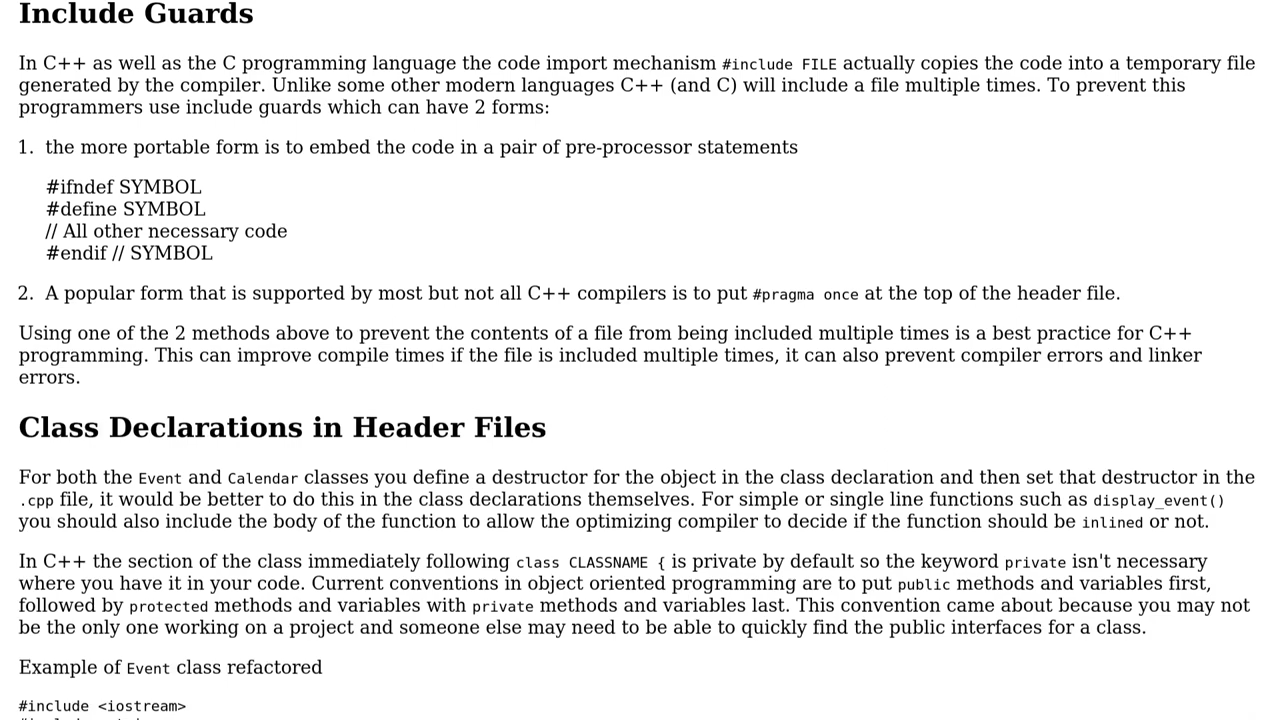 Include Guards
In C++ as well as the C programming language the code import mechanism #include FILE actually copies the code into a temporary file
generated by the compiler. Unlike some other modern languages C++ (and C) will include a file multiple times. To prevent this
programmers use include guards which can have 2 forms:
1. the more portable form is to embed the code in a pair of pre-processor statements
#ifndef SYMBOL
#define SYMBOL
// All other necessary code
#endif // SYMBOL
2. A popular form that is supported by most but not all C++ compilers is to put #pragma once at the top of the header file.
Using one of the 2 methods above to prevent the contents of a file from being included multiple times is a best practice for C++
programming. This can improve compile times if the file is included multiple times, it can also prevent compiler errors and linker
errors.
Class Declarations in Header Files
For both the Event and Calendar classes you define a destructor for the object in the class declaration and then set that destructor in the
.cpp file, it would be better to do this in the class declarations themselves. For simple or single line functions such as display_event()
you should also include the body of the function to allow the optimizing compiler to decide if the function should be inlined or not.
In C++ the section of the class immediately following class CLASSNAME { is private by default so the keyword private isn't necessary
where you have it in your code. Current conventions in object oriented programming are to put public methods and variables first,
followed by protected methods and variables with private methods and variables last. This convention came about because you may not
be the only one working on a project and someone else may need to be able to quickly find the public interfaces for a class.
Example of Event class refactored
#include <iostream>